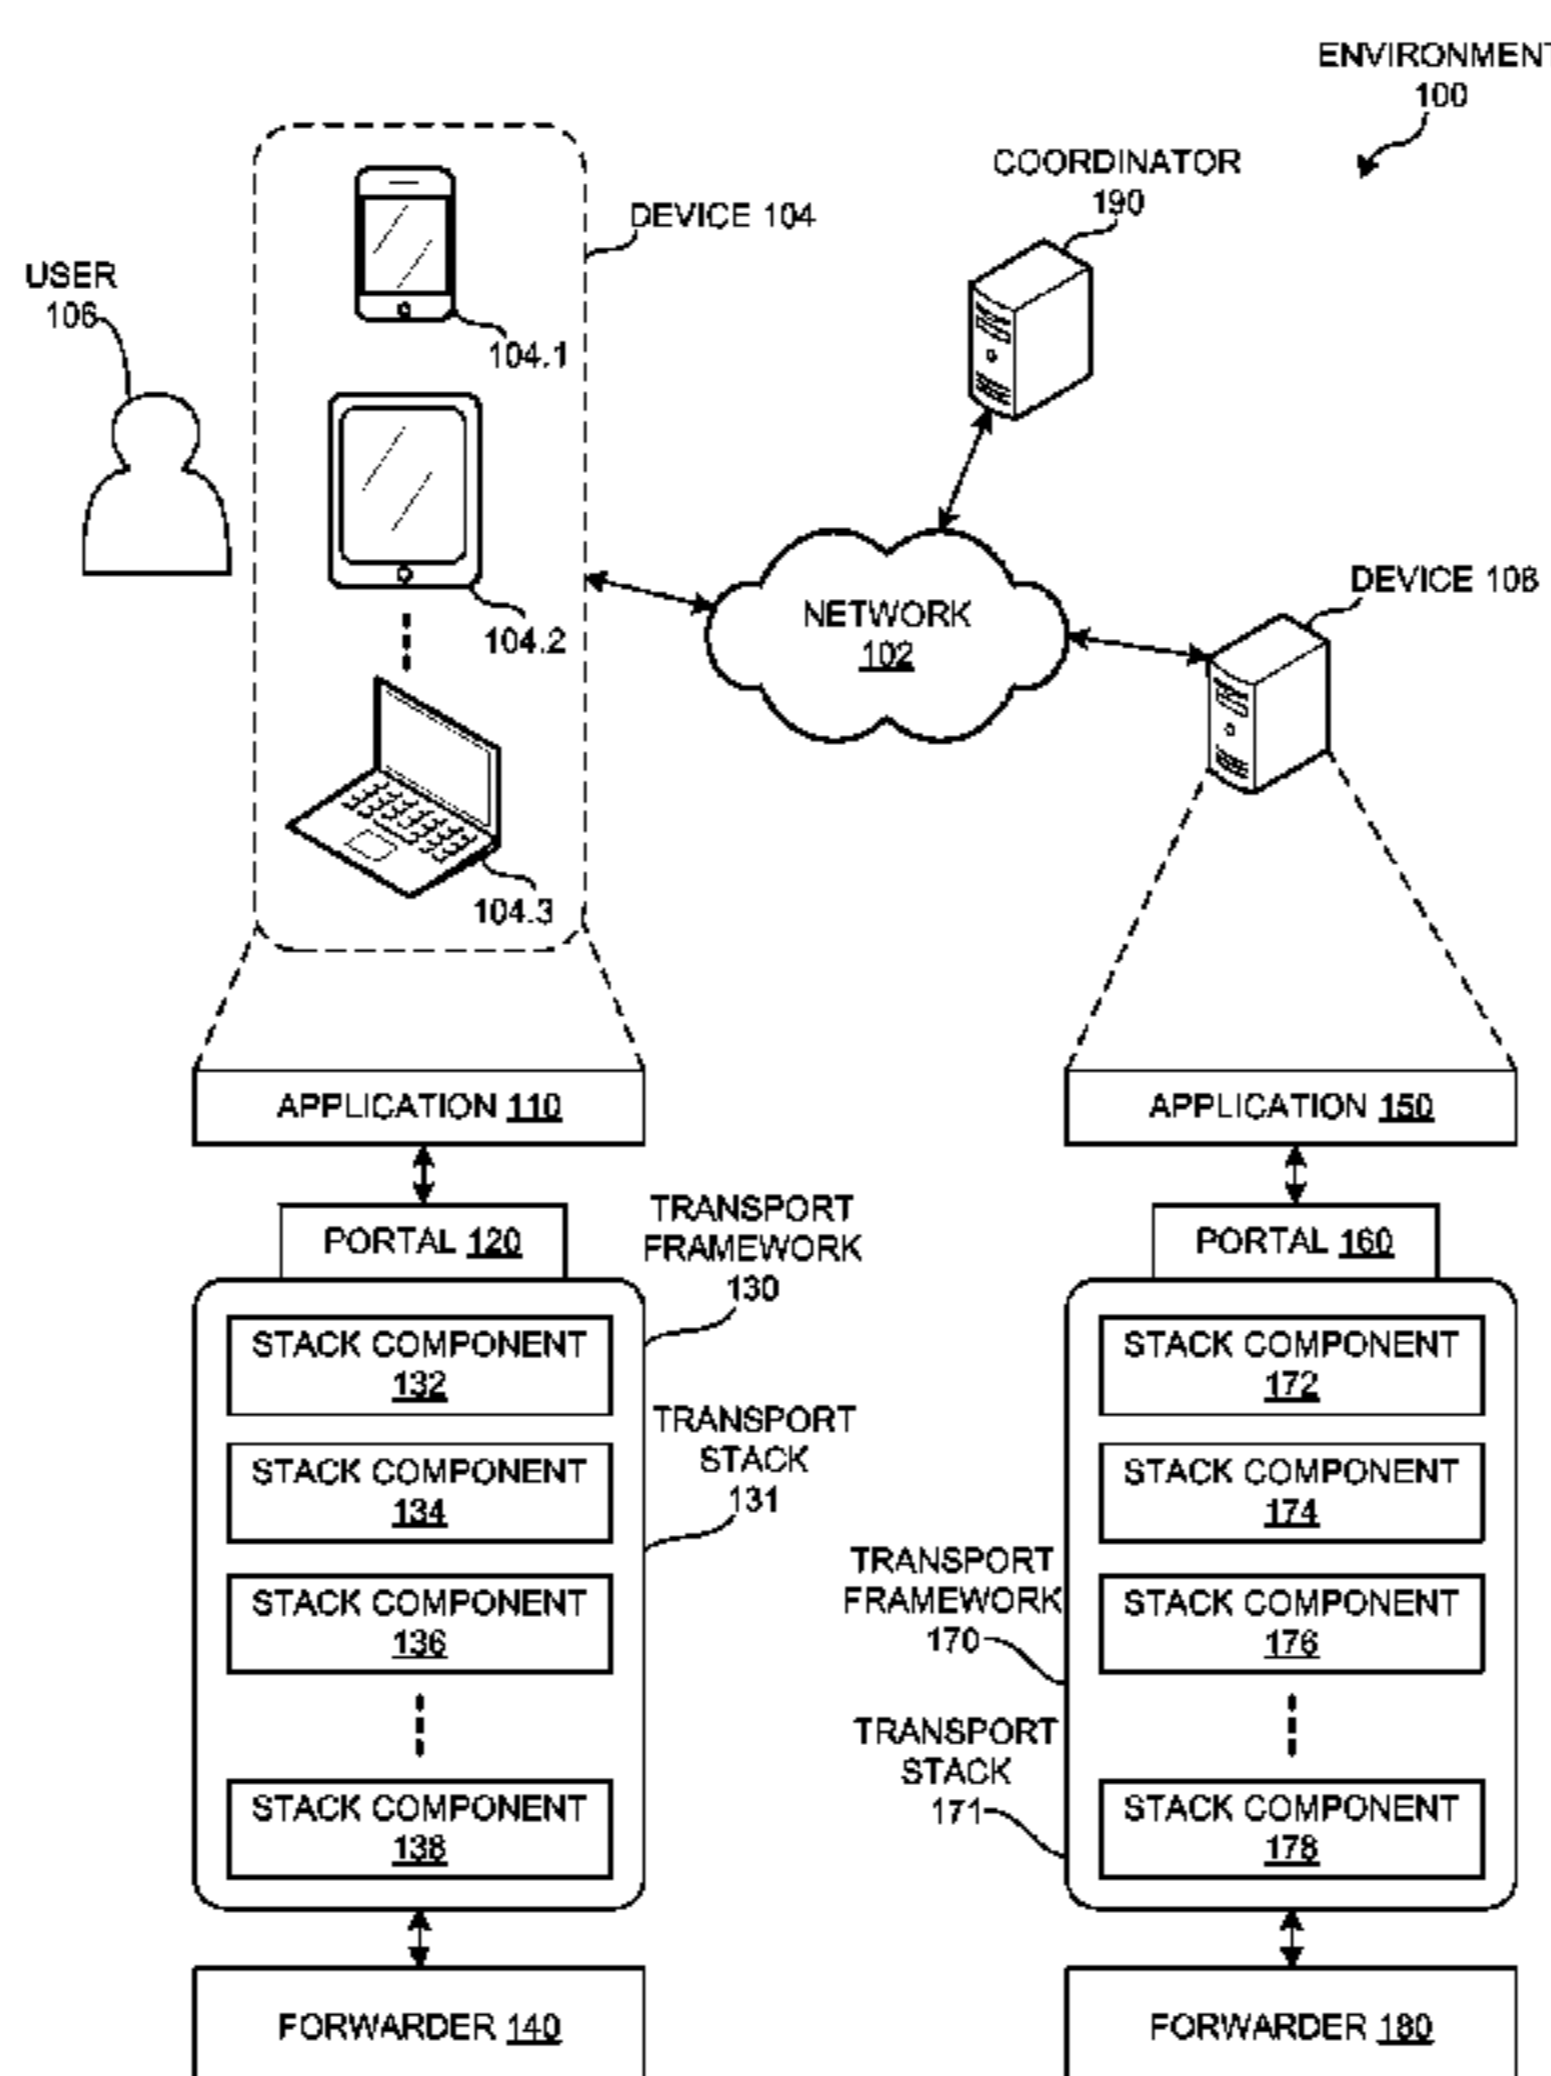 ENVIRONMENT
100
COORDINATOR
190
DEVICE 104
USER
106
104.1
104.2
104.3
NETWORK
102
DEVICE 108
APPLICATION 110
PORTAL 120
TRANSPORT
FRAMEWORK
130
STACK COMPONENT
132
TRANSPORT
STACK
131
STACK COMPONENT
134
STACK COMPONENT
136
STACK COMPONENT
138
FORWARDER 140
APPLICATION 150
PORTAL 160
STACK COMPONENT
172
STACK COMPONENT
174
TRANSPORT
FRAMEWORK
170
STACK COMPONENT
176
TRANSPORT
STACK
171
STACK COMPONENT
178
FORWARDER 180